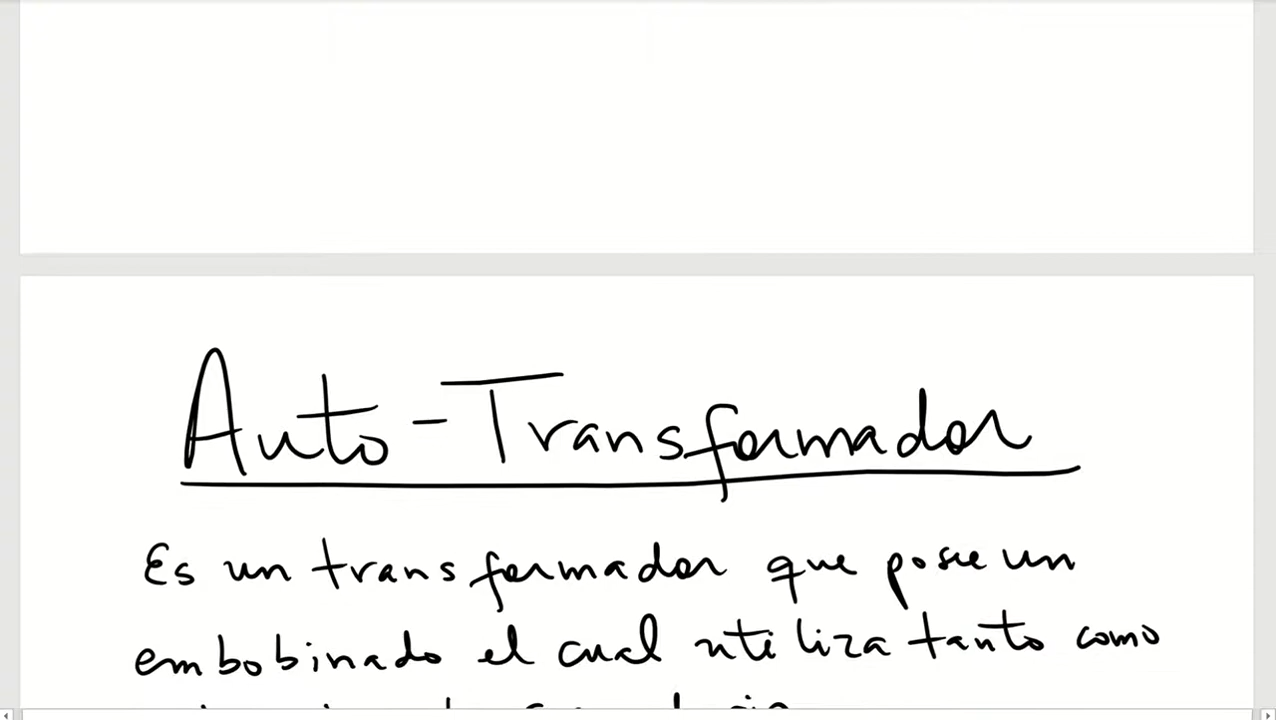 Auto-Transformador
Es un transformador que posee un
embobinado el cual utiliza tanto como